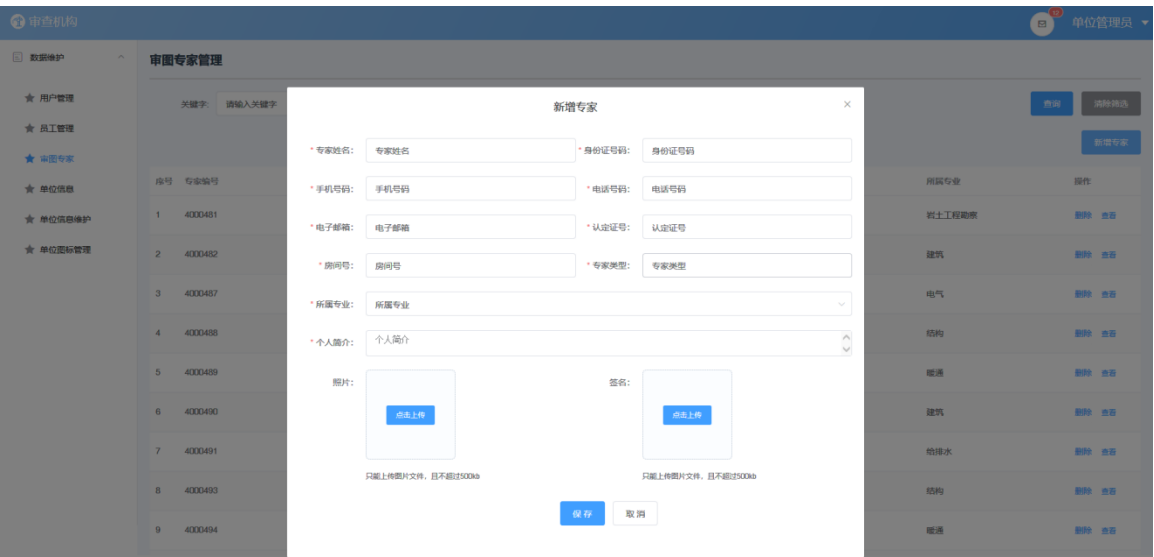 审查机构
12
单位管理员
数据维护
用户管理
员工管理
审图专家
单位信息
单位信息维护
单位图标管理
审图专家管理
关键字:
请输入关键字
查询
清除筛选
新增专家
序号 专家编号 所属专业 操作
1 4000481 岩土工程勘察 删除 查看
2 4000482 建筑 删除 查看
3 4000487 电气 删除 查看
4 4000488 结构 删除 查看
5 4000489 暖通 删除 查看
6 4000490 建筑 删除 查看
7 4000491 给排水 删除 查看
8 4000493 结构 删除 查看
9 4000494 暖通 删除 查看
新增专家
* 专家姓名: 专家姓名 * 身份证号码: 身份证号码
* 手机号码: 手机号码 * 电话号码: 电话号码
* 电子邮箱: 电子邮箱 * 认定证号: 认定证号
* 房间号: 房间号 * 专家类型: 专家类型
* 所属专业: 所属专业
* 个人简介: 个人简介
照片: 签名:
点击上传 点击上传
只能上传图片文件，且不超过500kb 只能上传图片文件，且不超过500kb
保存 取消